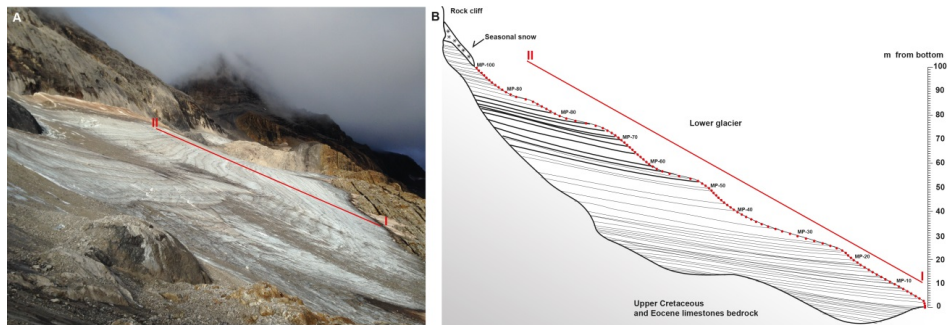 A
II
I
B
Rock cliff
Seasonal snow
II
m from bottom
MP-100
MP-90
MP-80
MP-70
MP-60
MP-50
MP-40
MP-30
MP-20
MP-10
Lower glacier
I
100
90
80
70
60
50
40
30
20
10
0
Upper Cretaceous
and Eocene limestones bedrock